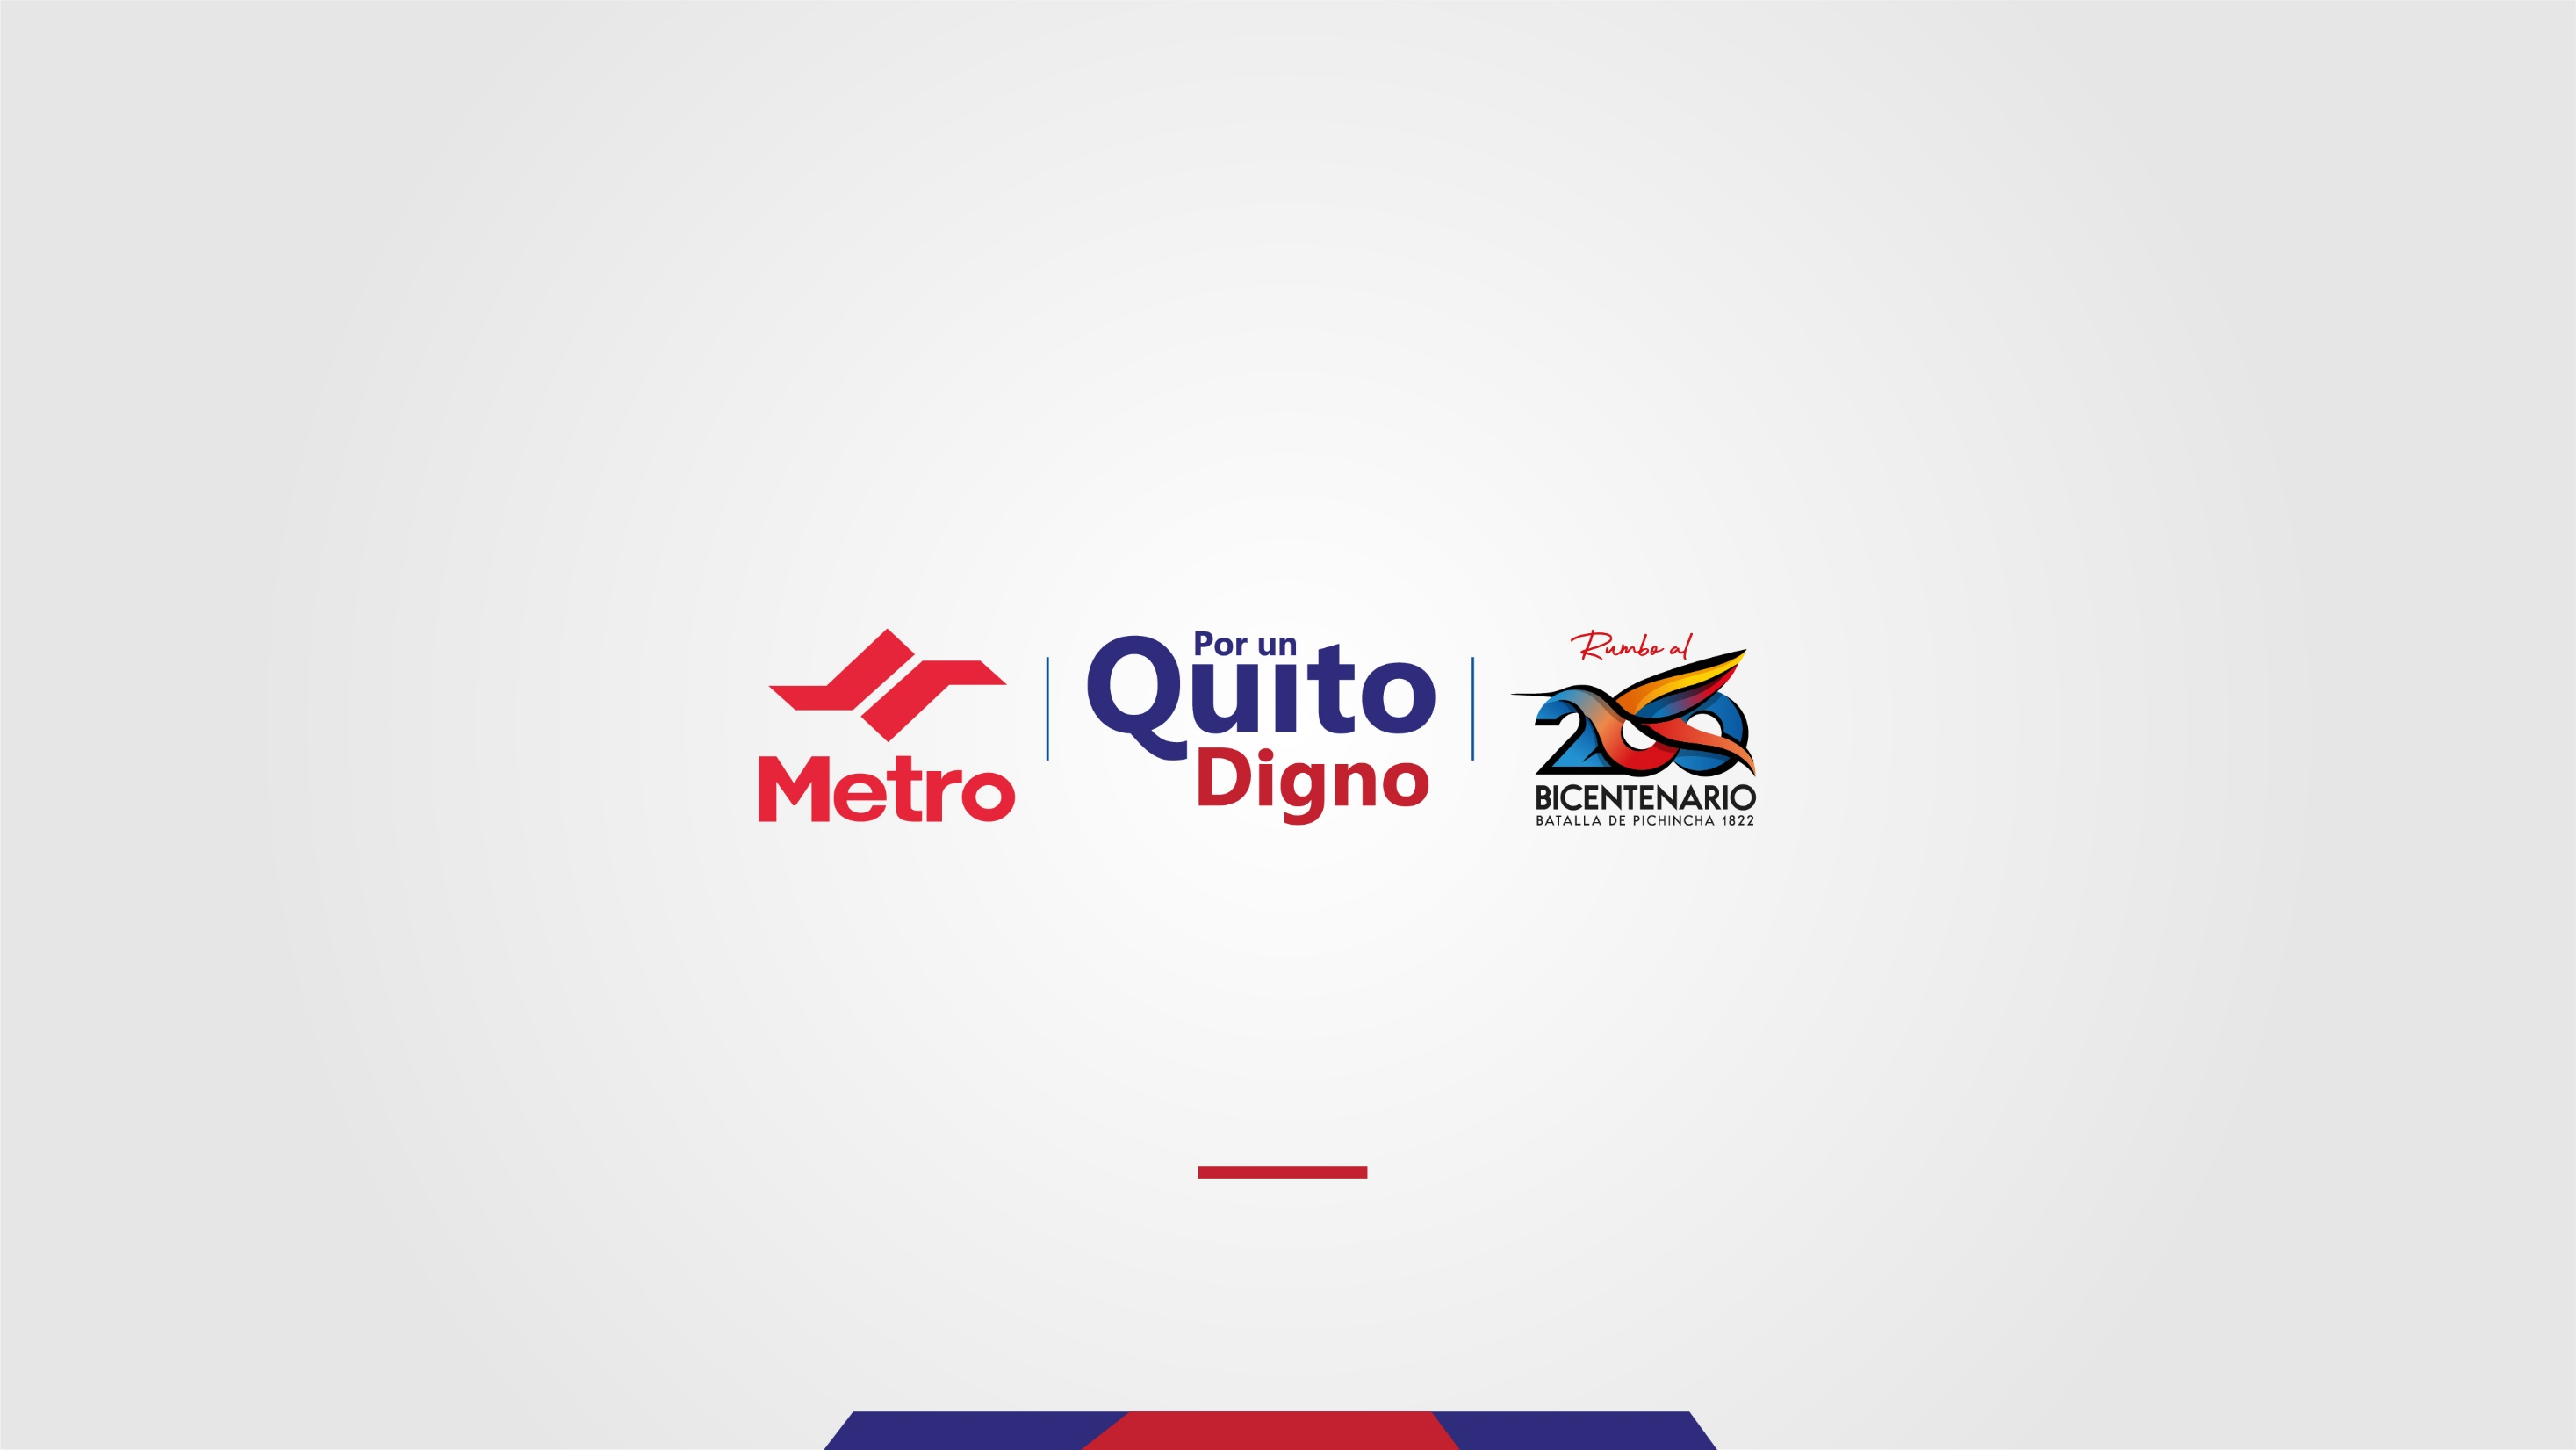 Metro
Por un
Quito
Digno
Rumbo al
200
BICENTENARIO
BATALLA DE PICHINCHA 1822